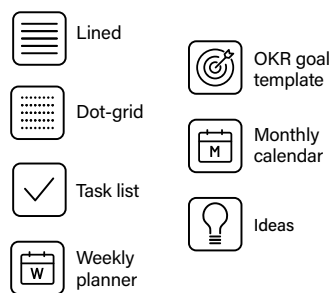 Lined
Dot-grid
Task list
W
Weekly
planner
OKR goal
template
M
Monthly
calendar
Ideas